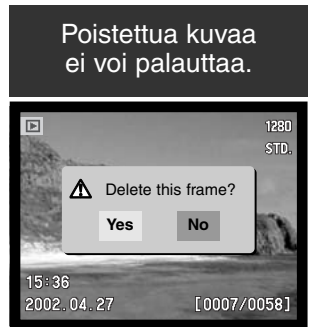 Poistettua kuvaa
ei voi palauttaa.
1280
STD.
Delete this frame?
Yes No
15:36
2002.04.27 [0007/0058]